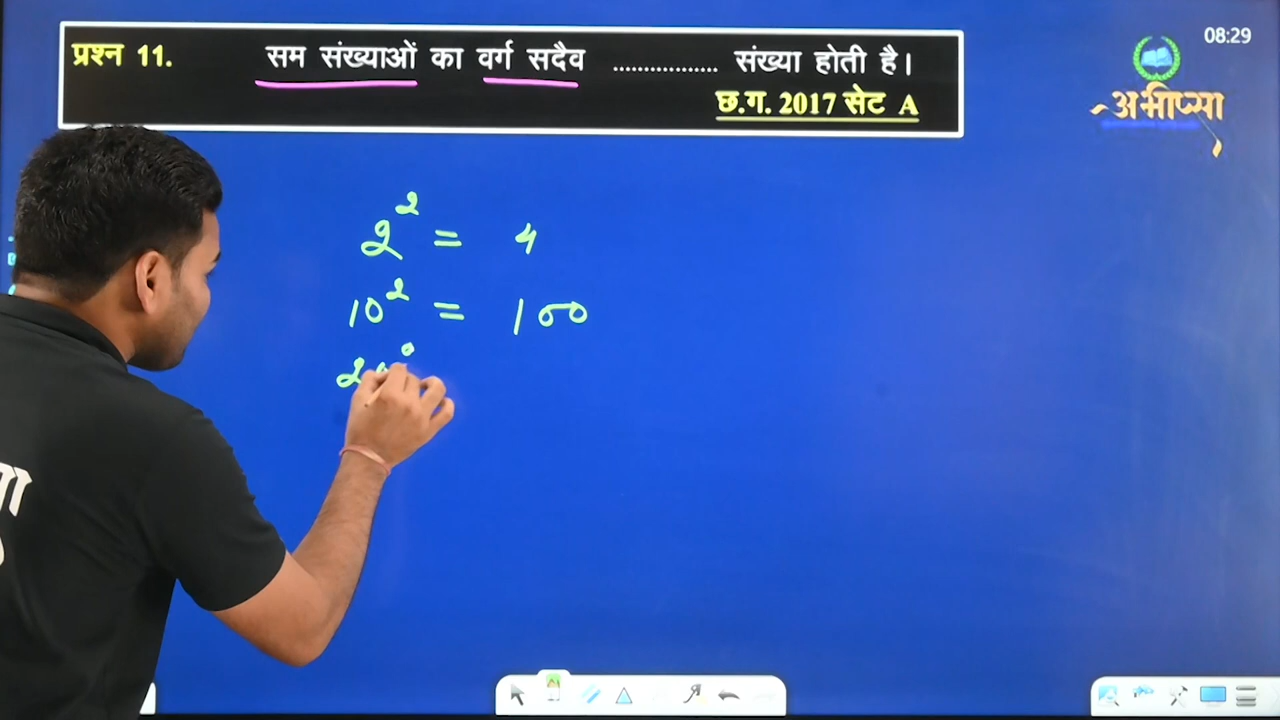 प्रश्न 11. सम संख्याओं का वर्ग सदैव ................. संख्या होती है।
छ.ग. 2017 सेट A
08:29
अभीप्सा
2² = 4
10² = 100